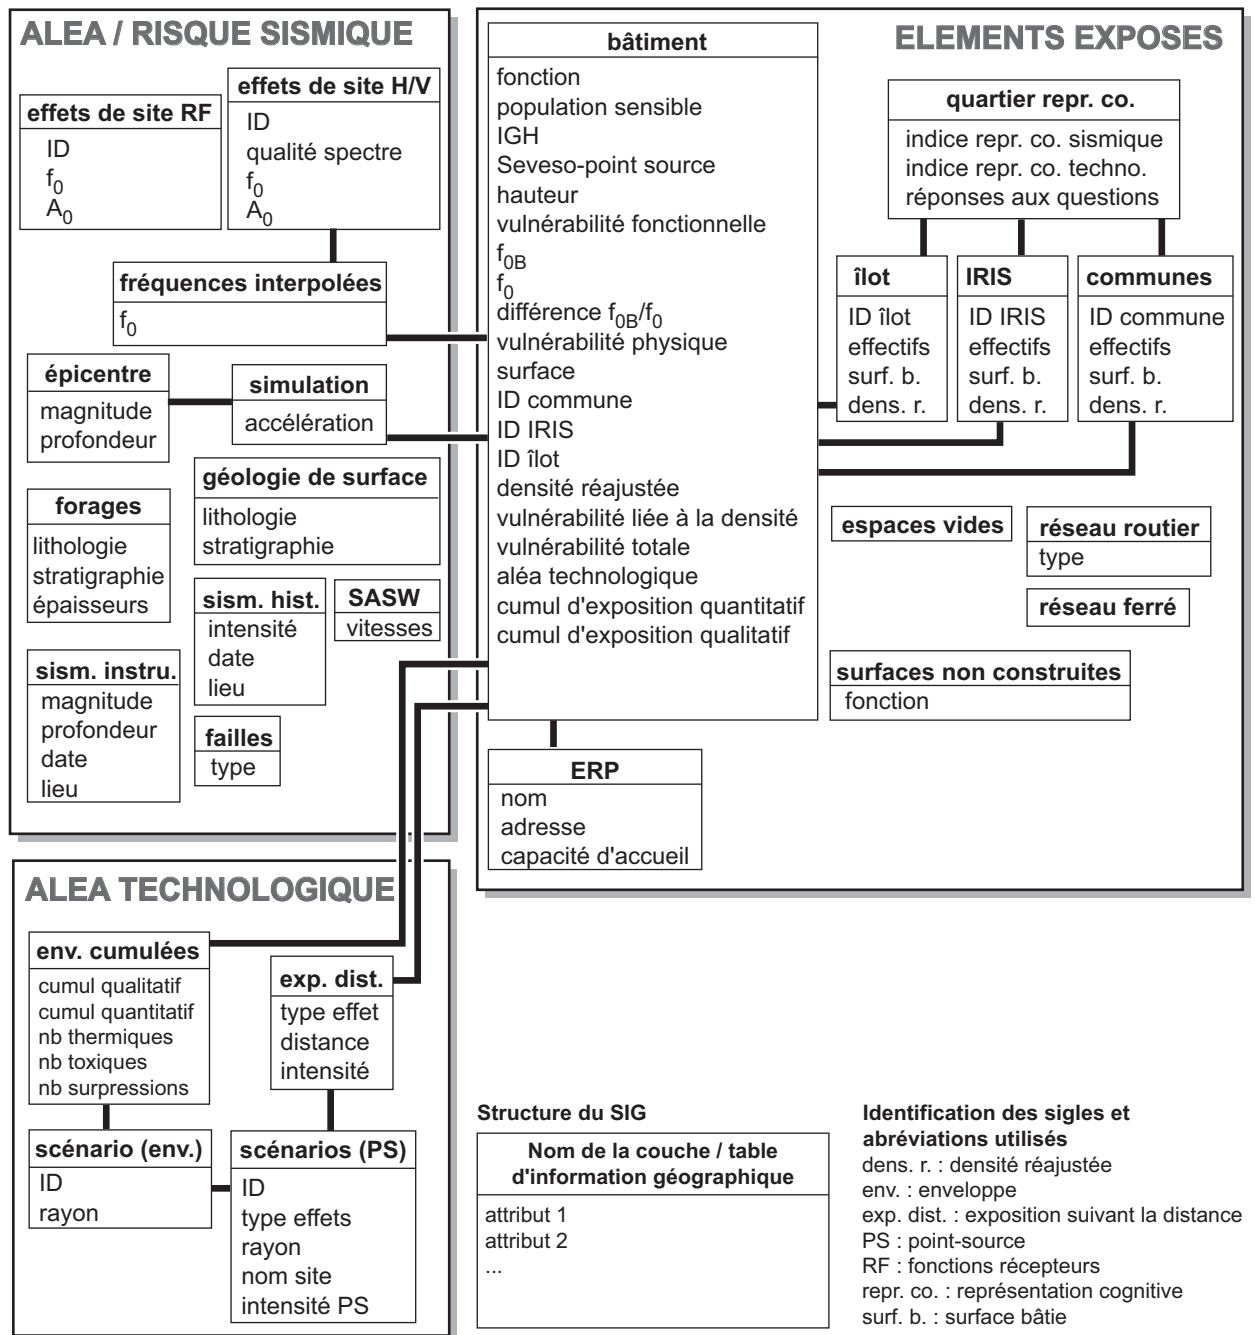 ALEA / RISQUE SISMIQUE
effets de site RF
ID
f0
A0
effets de site H/V
ID
qualité spectre
f0
A0
fréquences interpolées
f0
épicentre
magnitude
profondeur
simulation
accélération
géologie de surface
lithologie
stratigraphie
forages
lithologie
stratigraphie
épaisseurs
sism. hist.
intensité
date
lieu
SASW
vitesses
sism. instru.
magnitude
profondeur
date
lieu
failles
type
ELEMENTS EXPOSES
bâtiment
fonction
population sensible
IGH
Seveso-point source
hauteur
vulnérabilité fonctionnelle
f0B
f0
différence f0B/f0
vulnérabilité physique
surface
ID commune
ID IRIS
ID îlot
densité réajustée
vulnérabilité liée à la densité
vulnérabilité totale
aléa technologique
cumul d'exposition quantitatif
cumul d'exposition qualitatif
quartier repr. co.
indice repr. co. sismique
indice repr. co. techno.
réponses aux questions
îlot
ID îlot
effectifs
surf. b.
dens. r.
IRIS
ID IRIS
effectifs
surf. b.
dens. r.
communes
ID commune
effectifs
surf. b.
dens. r.
espaces vides
réseau routier
type
réseau ferré
surfaces non construites
fonction
ERP
nom
adresse
capacité d'accueil
ALEA TECHNOLOGIQUE
env. cumulées
cumul qualitatif
cumul quantitatif
nb thermiques
nb toxiques
nb surpressions
exp. dist.
type effet
distance
intensité
scénario (env.)
ID
rayon
scénarios (PS)
ID
type effets
rayon
nom site
intensité PS
Structure du SIG
Nom de la couche / table
d'information géographique
attribut 1
attribut 2
...
Identification des sigles et
abréviations utilisés
dens. r. : densité réajustée
env. : enveloppe
exp. dist. : exposition suivant la distance
PS : point-source
RF : fonctions récepteurs
repr. co. : représentation cognitive
surf. b. : surface bâtie